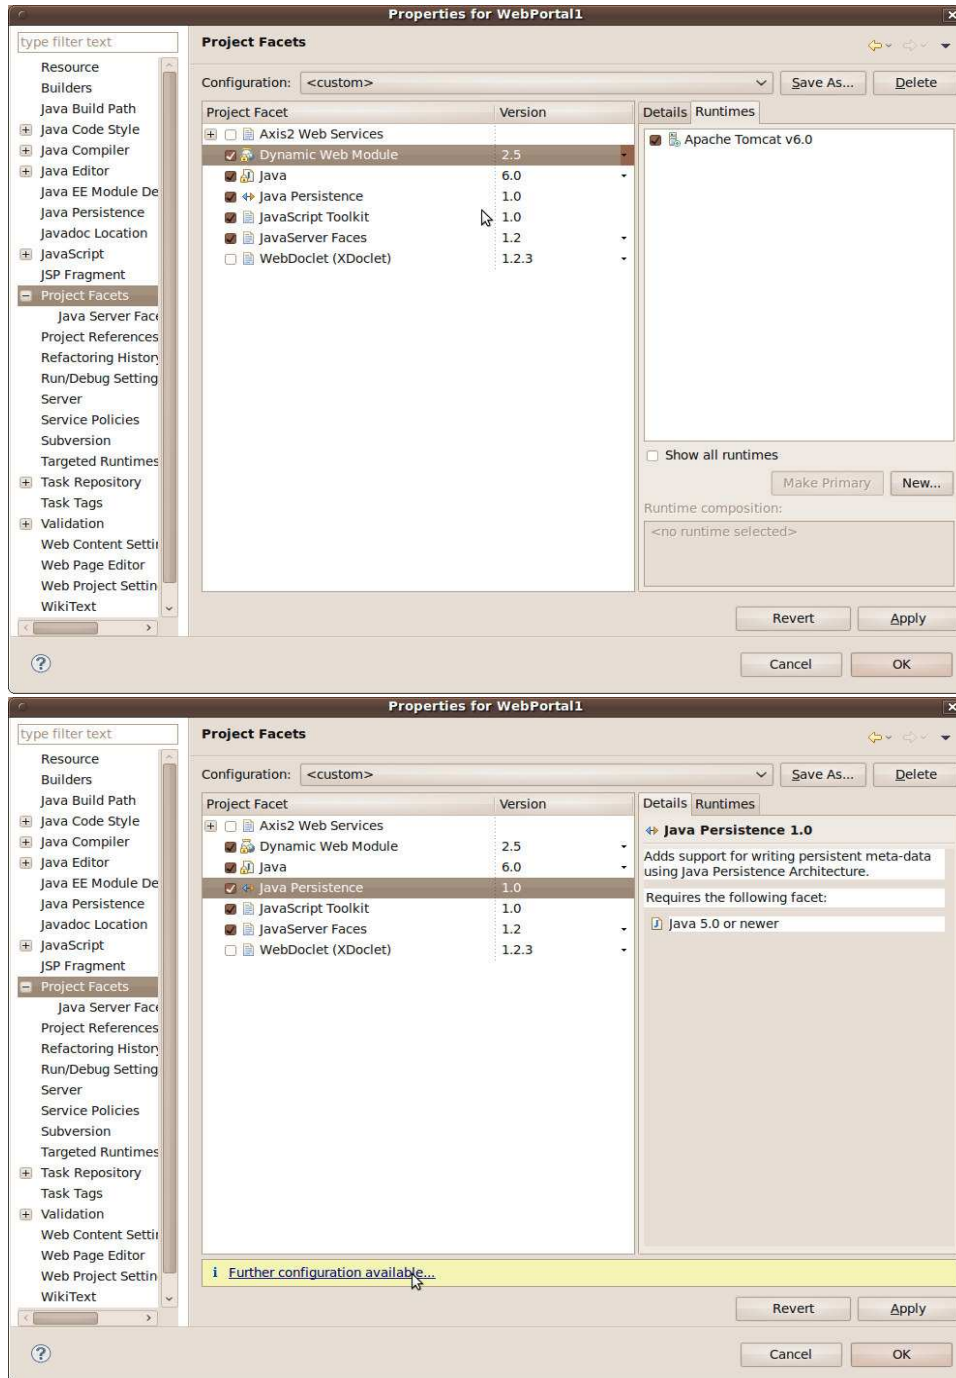 Properties for WebPortal1
type filter text
Resource
Builders
Java Build Path
Java Code Style
Java Compiler
Java Editor
Java EE Module De
Java Persistence
Javadoc Location
JavaScript
JSP Fragment
Project Facets
Java Server Face
Project References
Refactoring History
Run/Debug Setting
Server
Service Policies
Subversion
Targeted Runtimes
Task Repository
Task Tags
Validation
Web Content Settin
Web Page Editor
Web Project Settin
WikiText
Project Facets
Configuration: <custom> Save As... Delete
Project Facet Version
Axis2 Web Services
Dynamic Web Module 2.5
Java 6.0
Java Persistence 1.0
JavaScript Toolkit 1.0
JavaServer Faces 1.2
WebDoclet (XDoclet) 1.2.3
Details Runtimes
Apache Tomcat v6.0
Show all runtimes
Make Primary New...
Runtime composition:
<no runtime selected>
Revert Apply
Cancel OK
Properties for WebPortal1
type filter text
Resource
Builders
Java Build Path
Java Code Style
Java Compiler
Java Editor
Java EE Module De
Java Persistence
Javadoc Location
JavaScript
JSP Fragment
Project Facets
Java Server Face
Project References
Refactoring History
Run/Debug Setting
Server
Service Policies
Subversion
Targeted Runtimes
Task Repository
Task Tags
Validation
Web Content Settin
Web Page Editor
Web Project Settin
WikiText
Project Facets
Configuration: <custom> Save As... Delete
Project Facet Version
Axis2 Web Services
Dynamic Web Module 2.5
Java 6.0
Java Persistence 1.0
JavaScript Toolkit 1.0
JavaServer Faces 1.2
WebDoclet (XDoclet) 1.2.3
Details Runtimes
Java Persistence 1.0
Adds support for writing persistent meta-data
using Java Persistence Architecture.
Requires the following facet:
Java 5.0 or newer
i Further configuration available...
Revert Apply
Cancel OK